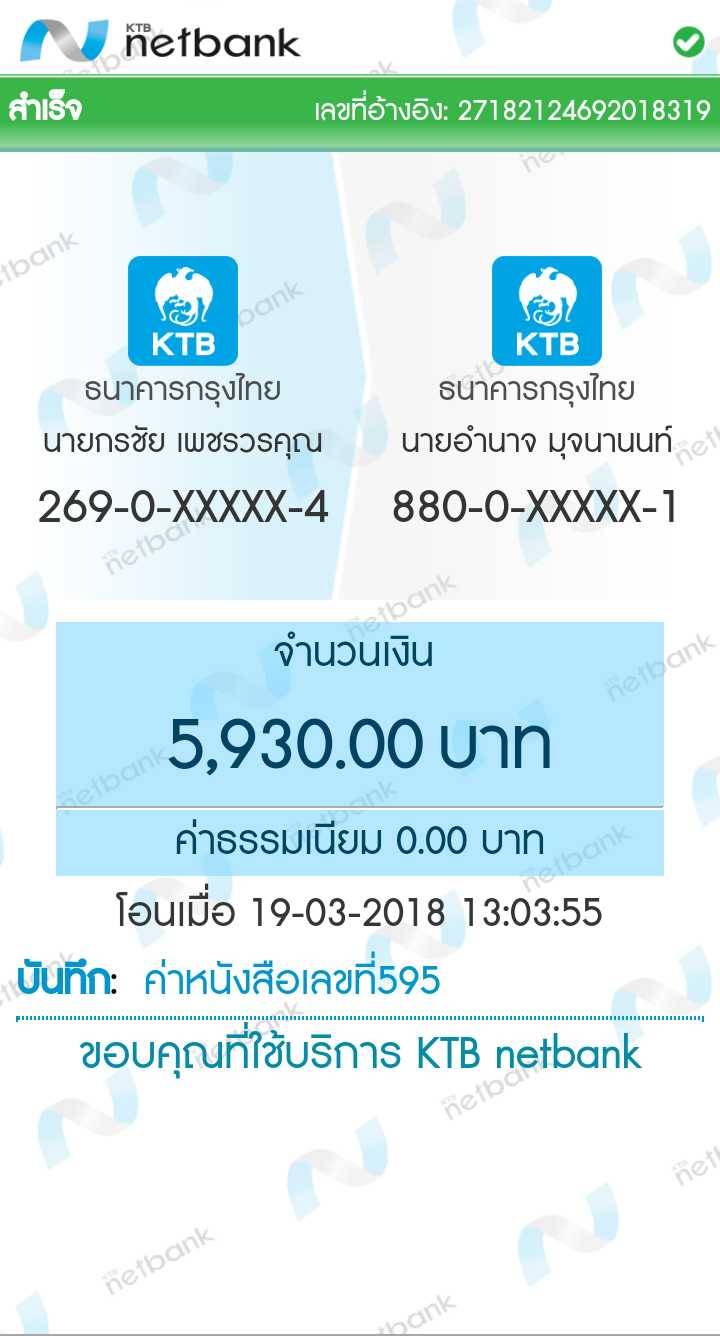 KTB
netbank
สำเร็จ เลขที่อ้างอิง: 27182124692018319
KTB KTB
ธนาคารกรุงไทย ธนาคารกรุงไทย
นายกรชัย เพชรวรคุณ นายอำนาจ มุจนานนท์
269-0-XXXXX-4 880-0-XXXXX-1
จำนวนเงิน
5,930.00 บาท
ค่าธรรมเนียม 0.00 บาท
โอนเมื่อ 19-03-2018 13:03:55
บันทึก: ค่าหนังสือเลขที่595
ขอบคุณที่ใช้บริการ KTB netbank